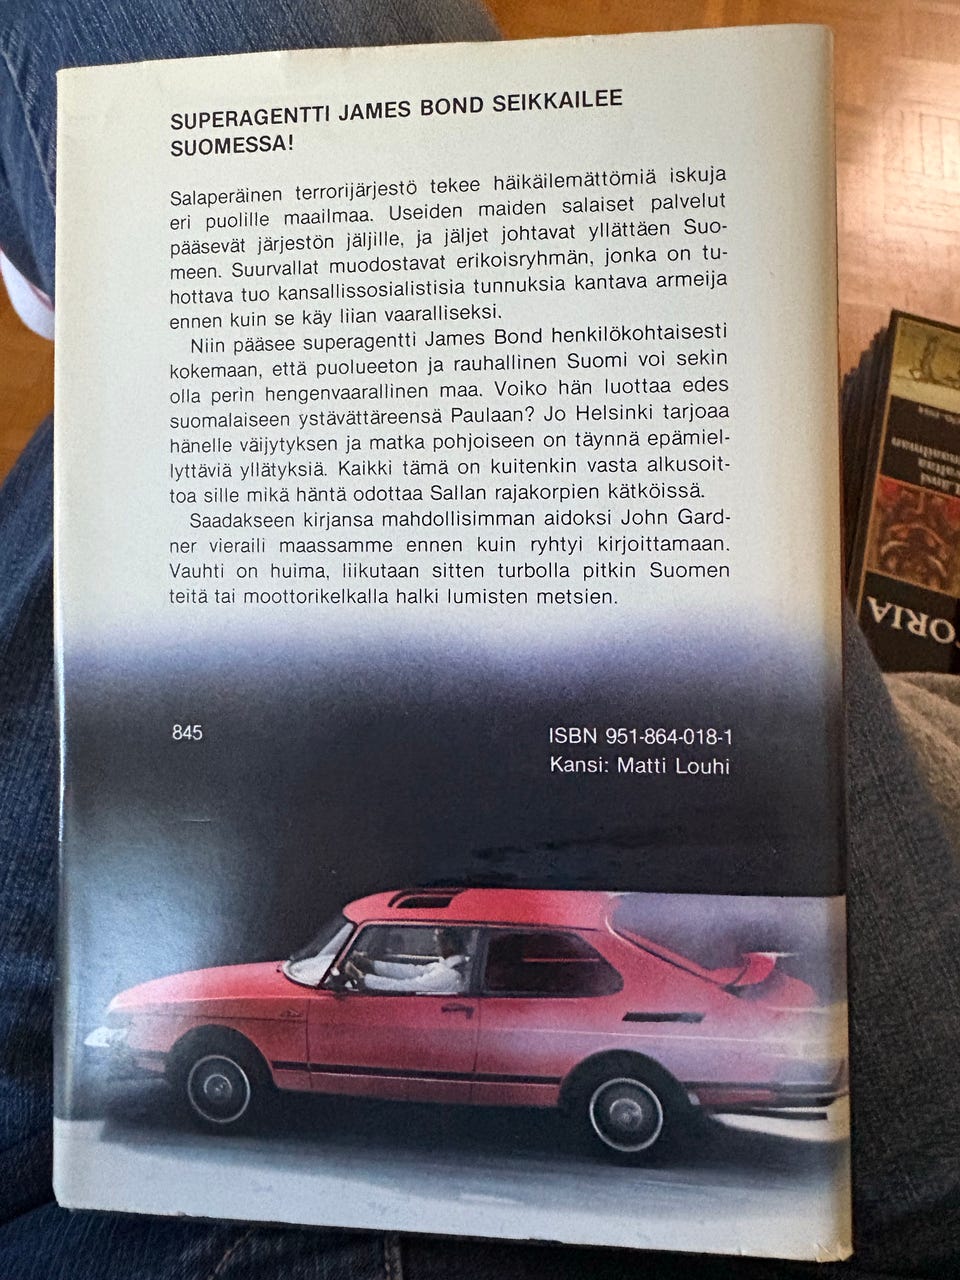 SUPERAGENTTI JAMES BOND SEIKKAILEE
SUOMESSA!
Salaperäinen terrorijärjestö tekee häikäilemättömiä iskuja
eri puolille maailmaa. Useiden maiden salaiset palvelut
pääsevät järjestön jäljille, ja jäljet johtavat yllättäen Suo-
meen. Suurvallat muodostavat erikoisryhmän, jonka on tu-
hottava tuo kansallissosialistisia tunnuksia kantava armeija
ennen kuin se käy liian vaaralliseksi.
Niin pääsee superagentti James Bond henkilökohtaisesti
kokemaan, että puolueeton ja rauhallinen Suomi voi sekin
olla perin hengenvaarallinen maa. Voiko hän luottaa edes
suomalaiseen ystävättäreensä Paulaan? Jo Helsinki tarjoaa
hänelle väijytyksen ja matka pohjoiseen on täynnä epämiel-
lyttäviä yllätyksiä. Kaikki tämä on kuitenkin vasta alkusoit-
toa sille mikä häntä odottaa Sallan rajakorpien kätköissä.
Saadakseen kirjansa mahdollisimman aidoksi John Gard-
ner vieraili maassamme ennen kuin ryhtyi kirjoittamaan.
Vauhti on huima, liikutaan sitten turbolla pitkin Suomen
teitä tai moottorikelkalla halki lumisten metsien.
845
ISBN 951-864-018-1
Kansi: Matti Louhi